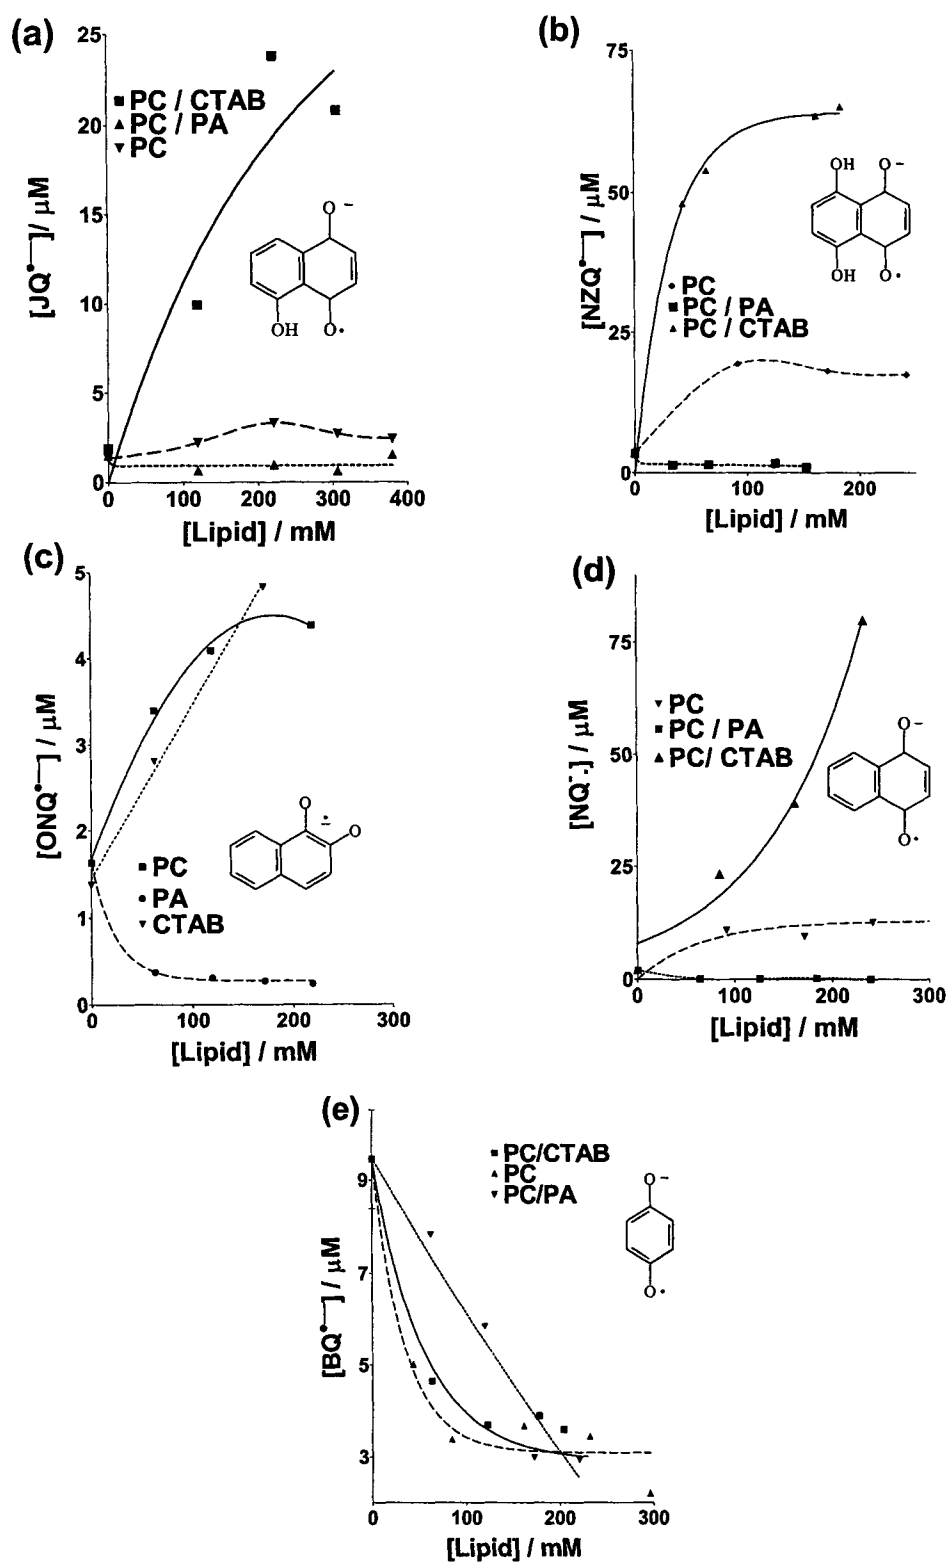 (a)
25
20
15
10
5
0
■ PC / CTAB
▲ PC / PA
▼ PC
[JQ•—] / μM
O −
OH
O•
0 100 200 300 400
[Lipid] / mM
(b)
75
50
25
0
[NZQ•—] / μM
OH O −
OH O•
♦ PC
■ PC / PA
▲ PC / CTAB
0 100 200
[Lipid] / mM
(c)
5
4
3
2
1
0
[ONQ•—] / μM
O • −
O
■ PC
● PA
▼ CTAB
0 100 200 300
[Lipid] / mM
(d)
75
50
25
0
[NQ−.] / μM
▼ PC
■ PC / PA
▲ PC/ CTAB
O−
O•
0 100 200 300
[Lipid] / mM
(e)
9
7
5
3
[BQ•—] / μM
■ PC/CTAB
▲ PC
▼ PC/PA
O−
O•
0 100 200 300
[Lipid] / mM